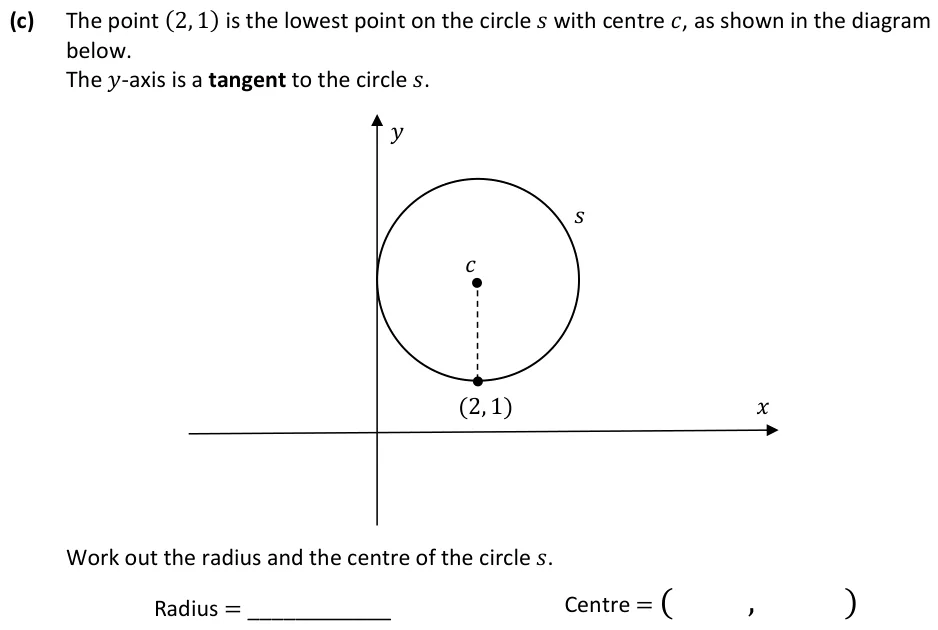 (c) The point (2, 1) is the lowest point on the circle s with centre c, as shown in the diagram
below.
The y-axis is a tangent to the circle s.
y
s
c
(2, 1)
x
Work out the radius and the centre of the circle s.
Radius = ____________ Centre = ( , )